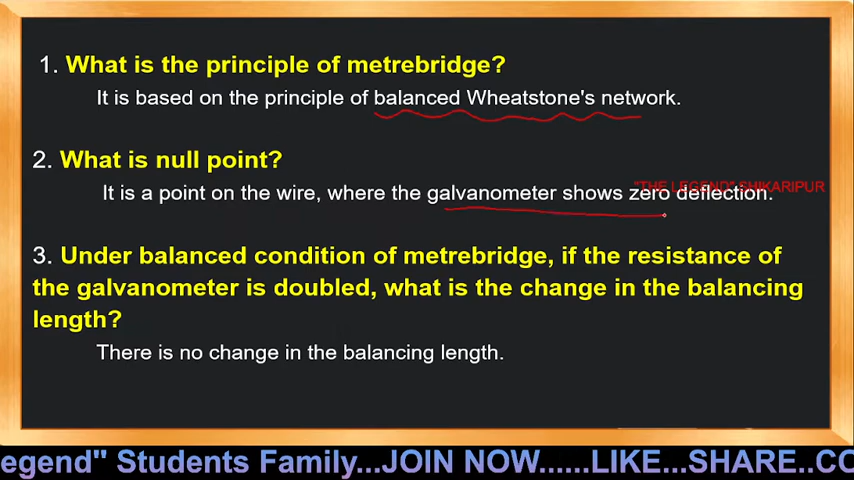 1. What is the principle of metrebridge?
It is based on the principle of balanced Wheatstone's network.
2. What is null point?
It is a point on the wire, where the galvanometer shows zero deflection.
"THE LEGEND" SHIKARIPUR
3. Under balanced condition of metrebridge, if the resistance of
the galvanometer is doubled, what is the change in the balancing
length?
There is no change in the balancing length.
egend" Students Family...JOIN NOW......LIKE...SHARE..CO